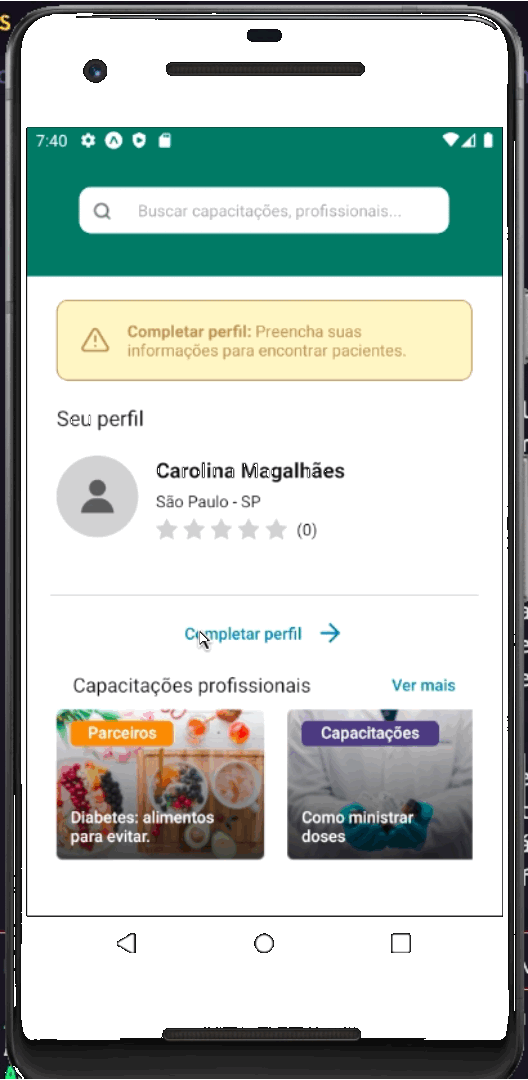 7:40
Buscar capacitações, profissionais...
Completar perfil: Preencha suas
informações para encontrar pacientes.
Seu perfil
Carolina Magalhães
São Paulo - SP
(0)
Completar perfil
Capacitações profissionais
Ver mais
Parceiros
Diabetes: alimentos
para evitar.
Capacitações
Como ministrar
doses